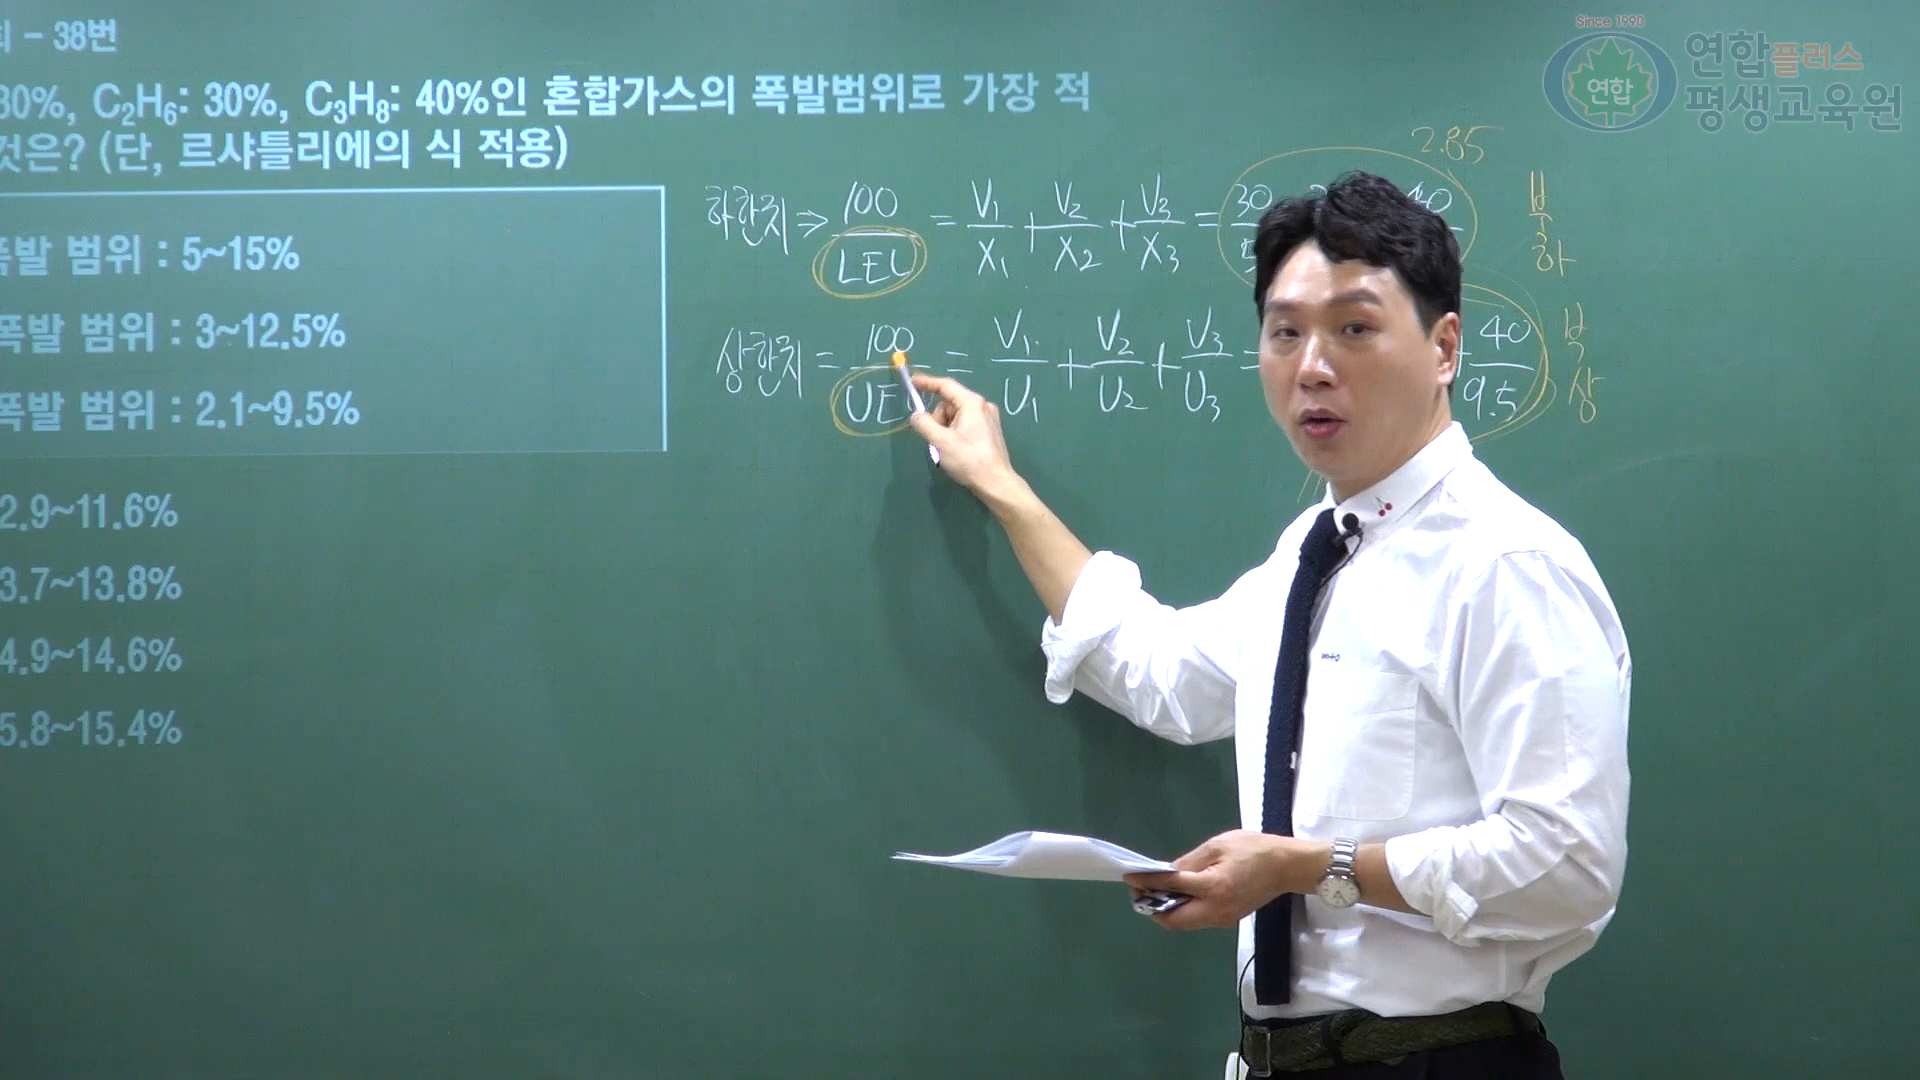 회 - 38번
30%, C₂H₆: 30%, C₃H₈: 40%인 혼합가스의 폭발범위로 가장 적
것은? (단, 르샤틀리에의 식 적용)
폭발 범위 : 5~15%
폭발 범위 : 3~12.5%
폭발 범위 : 2.1~9.5%
2.9~11.6%
3.7~13.8%
4.9~14.6%
5.8~15.4%
2.85
하한치 ⇒ 100/LEL = V₁/X₁ + V₂/X₂ + V₃/X₃ = 30/5
부
하
상한치 = 100/UEL = V₁/U₁ + V₂/U₂ + V₃/U₃ = + 40/9.5
상
Since 1990
연합
연합플러스
평생교육원